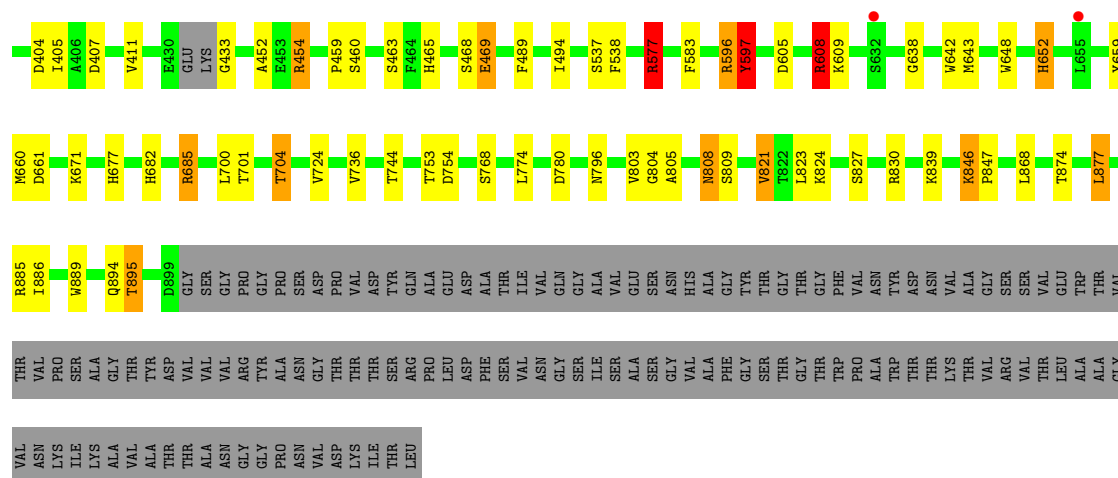 D404 I405 A406 D407 V411 E430 GLU LYS G433 A452 E453 R454 P459 S460 S463 F464 H465 S468 E469 F489 I494 S537 F538 R577 F583 R596 Y597 D605 R608 K609 S632 G638 W642 M643 W648 H652 L655 Y659
M660 D661 K671 H677 H682 R685 L700 T701 T704 V724 V736 T744 T753 D754 S768 L774 D780 N796 V803 G804 A805 N808 S809 V821 T822 L823 K824 S827 R830 K839 K846 P847 L868 T874 L877
R885 I886 W889 Q894 T895 D899 GLY SER GLY PRO GLY PRO SER ASP PRO VAL ASP TYR GLN ALA GLU ASP ALA THR ILE VAL GLN GLY ALA VAL GLU SER ASN HIS ALA GLY TYR THR GLY THR GLY PHE VAL ASN TYR ASP ASN VAL ALA GLY SER SER VAL GLU TRP THR VAL
THR VAL PRO SER ALA GLY THR TYR ASP VAL VAL VAL ARG TYR ALA ASN GLY THR THR THR SER ARG PRO LEU ASP PHE SER VAL ASN GLY SER ILE SER ALA SER GLY VAL ALA PHE GLY SER THR GLY THR TRP PRO ALA TRP THR THR LYS THR VAL ARG VAL THR LEU ALA ALA GLY
VAL ASN LYS ILE LYS ALA VAL ALA THR THR ALA ASN GLY GLY PRO ASN VAL ASP LYS ILE THR LEU